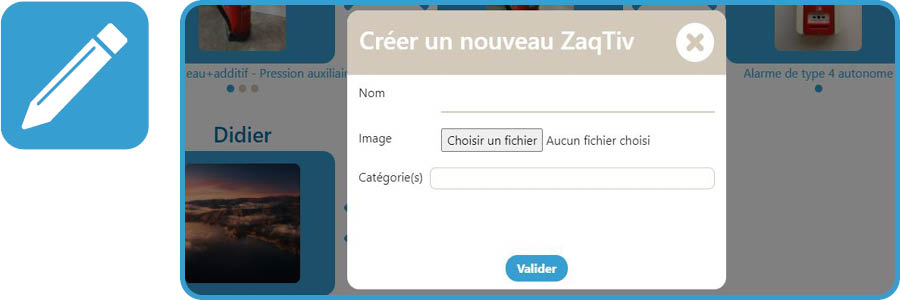 Créer un nouveau ZaqTiv
eau+additif - Pression auxiliair
Alarme de type 4 autonome
Nom
Didier
Image
Choisir un fichier Aucun fichier choisi
Catégorie(s)
Valider